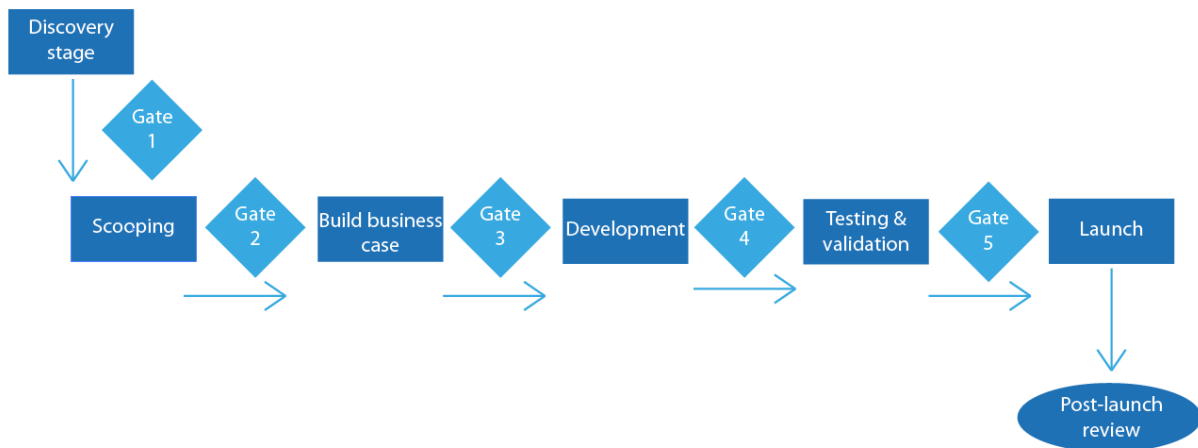 Discovery
stage
Gate
1
Scooping
Gate
2
Build business
case
Gate
3
Development
Gate
4
Testing &
validation
Gate
5
Launch
Post-launch
review